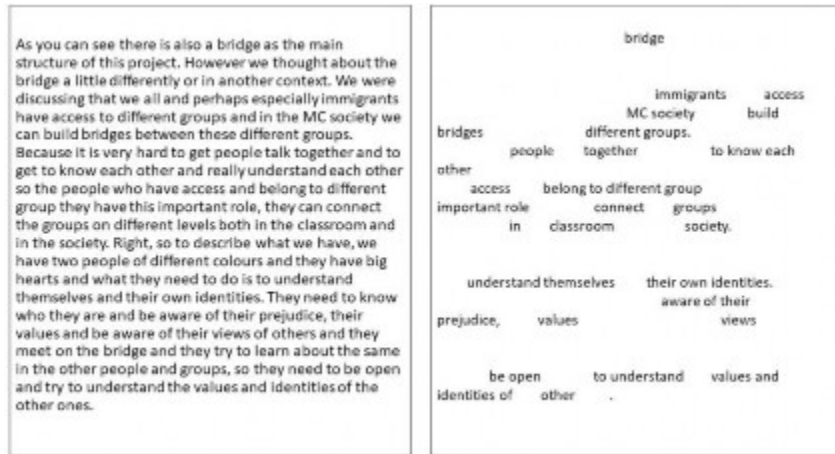 As you can see there is also a bridge as the main
structure of this project. However we thought about the
bridge a little differently or in another context. We were
discussing that we all and perhaps especially immigrants
have access to different groups and in the MC society we
can build bridges between these different groups.
Because it is very hard to get people talk together and to
get to know each other and really understand each other
so the people who have access and belong to different
group they have this important role, they can connect
the groups on different levels both in the classroom and
in the society. Right, so to describe what we have, we
have two people of different colours and they have big
hearts and what they need to do is to understand
themselves and their own identities. They need to know
who they are and be aware of their prejudice, their
values and be aware of their views of others and they
meet on the bridge and they try to learn about the same
in the other people and groups, so they need to be open
and try to understand the values and identities of the
other ones.
bridge
immigrants access
MC society build
bridges different groups.
people together to know each
other
access belong to different group
important role connect groups
in classroom society.
understand themselves their own identities.
aware of their
prejudice, values views
be open to understand values and
identities of other .